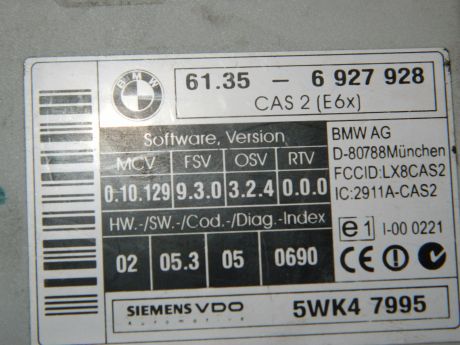 BMW
61.35 - 6 927 928
CAS 2 (E6x)
Software, Version
MCV FSV OSV RTV
0.10.129 9.3.0 3.2.4 0.0.0
HW.-/SW.-/Cod.-/Diag.-Index
02 05.3 05 0690
BMW AG
D-80788München
FCCID:LX8CAS2
IC:2911A-CAS2
e1 I-00 0221
CE
SIEMENS VDO
Automotive
5WK4 7995